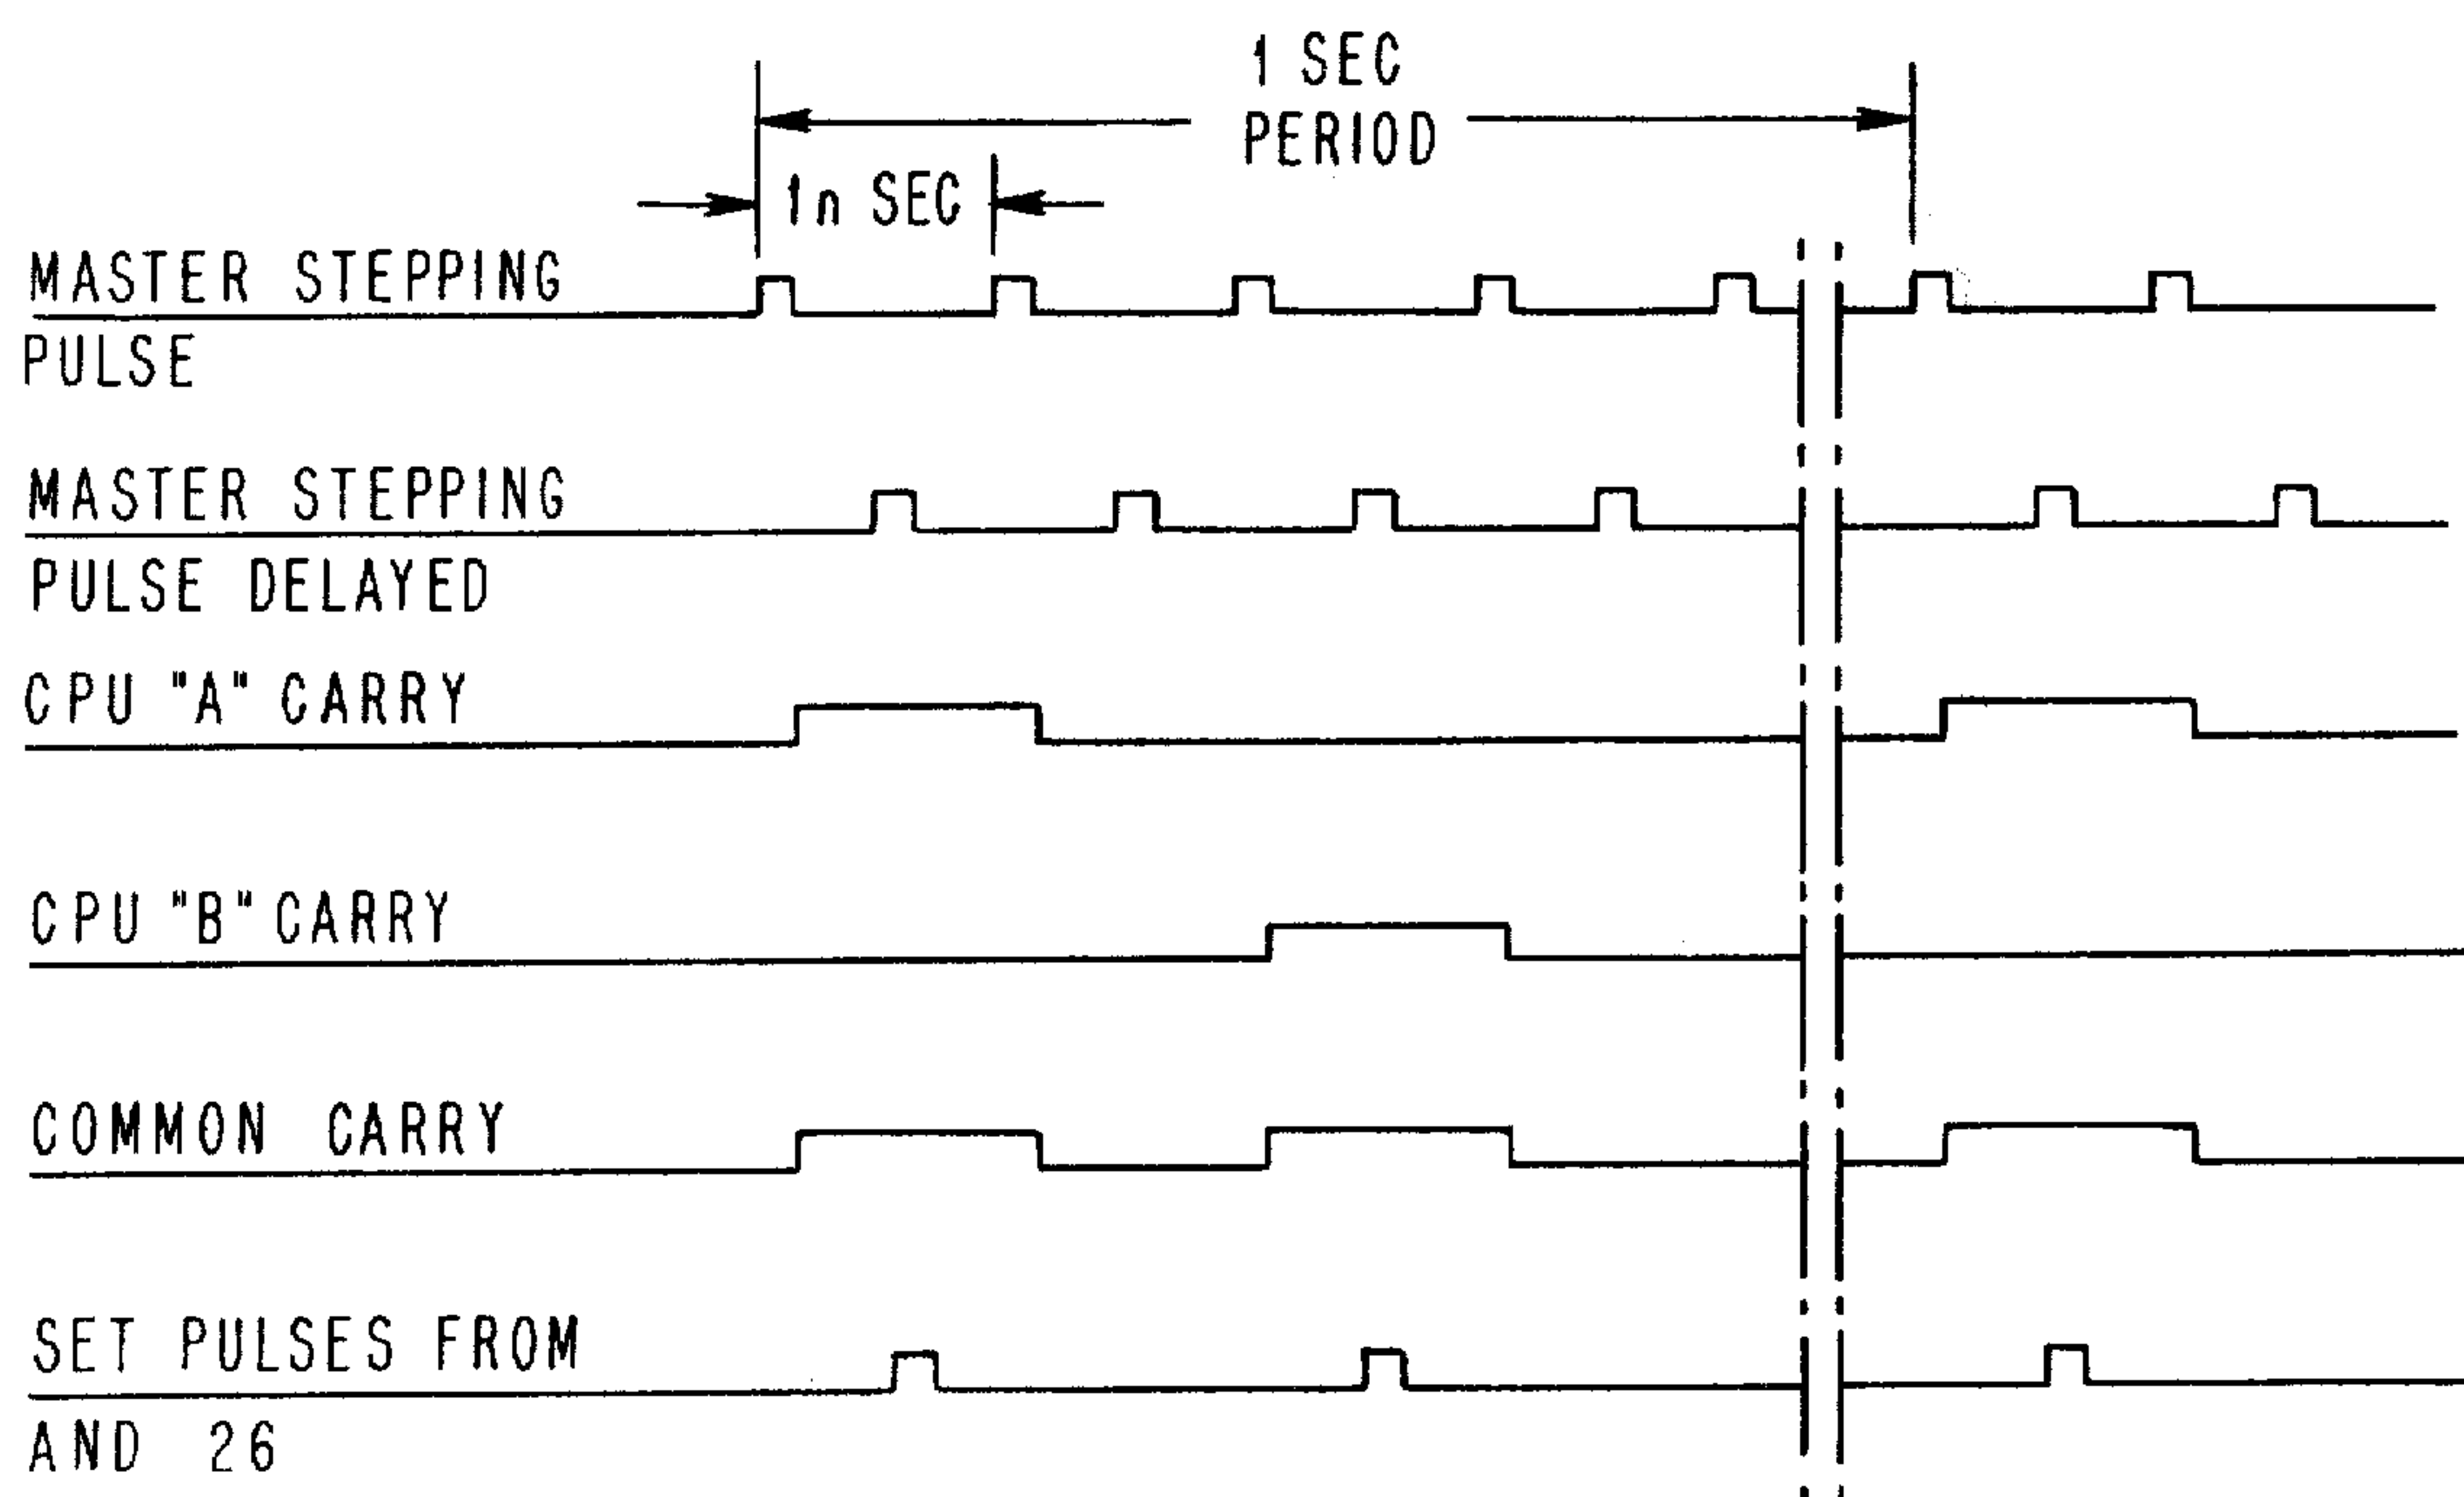 1 SEC
PERIOD
1n SEC
MASTER STEPPING
PULSE
MASTER STEPPING
PULSE DELAYED
CPU "A" CARRY
CPU "B" CARRY
COMMON CARRY
SET PULSES FROM
AND 26